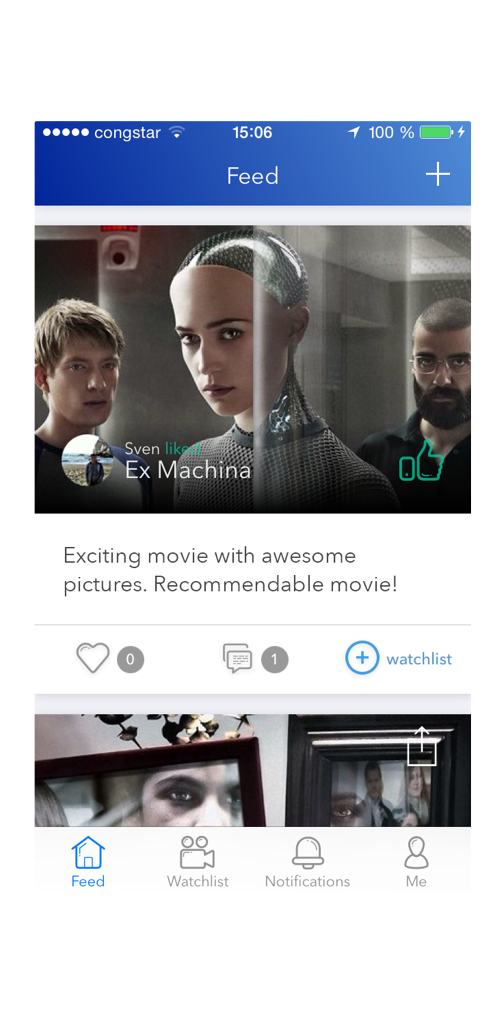 congstar 15:06 100 %
Feed
Sven liked
Ex Machina
Exciting movie with awesome
pictures. Recommendable movie!
0 1 watchlist
Feed Watchlist Notifications Me